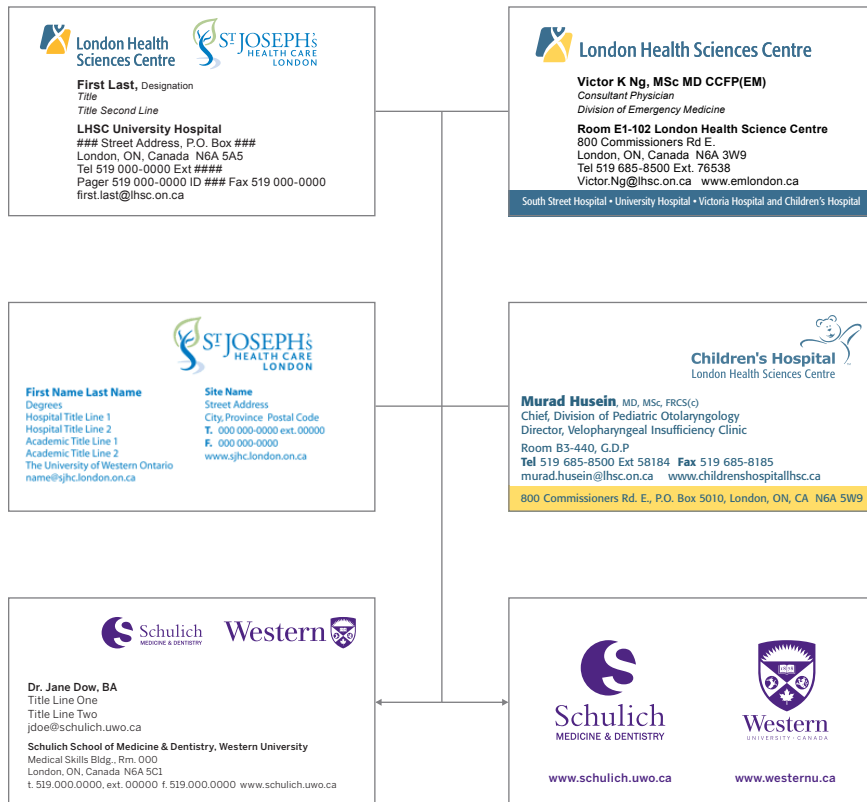 London Health
Sciences Centre
ST JOSEPH'S
HEALTH CARE
LONDON
First Last, Designation
Title
Title Second Line
LHSC University Hospital
### Street Address, P.O. Box ###
London, ON, Canada  N6A 5A5
Tel 519 000-0000 Ext ####
Pager 519 000-0000 ID ### Fax 519 000-0000
first.last@lhsc.on.ca
London Health Sciences Centre
Victor K Ng, MSc MD CCFP(EM)
Consultant Physician
Division of Emergency Medicine
Room E1-102 London Health Science Centre
800 Commissioners Rd E.
London, ON, Canada  N6A 3W9
Tel 519 685-8500 Ext. 76538
Victor.Ng@lhsc.on.ca   www.emlondon.ca
South Street Hospital • University Hospital • Victoria Hospital and Children's Hospital
ST JOSEPH'S
HEALTH CARE
LONDON
First Name Last Name
Degrees
Hospital Title Line 1
Hospital Title Line 2
Academic Title Line 1
Academic Title Line 2
The University of Western Ontario
name@sjhc.london.on.ca
Site Name
Street Address
City, Province  Postal Code
T.  000 000-0000 ext. 00000
F.  000 000-0000
www.sjhc.london.on.ca
Children's Hospital
London Health Sciences Centre
Murad Husein, MD, MSc, FRCS(c)
Chief, Division of Pediatric Otolaryngology
Director, Velopharyngeal Insufficiency Clinic
Room B3-440, G.D.P
Tel 519 685-8500 Ext 58184  Fax 519 685-8185
murad.husein@lhsc.on.ca    www.childrenshospitallhsc.ca
800 Commissioners Rd. E., P.O. Box 5010, London, ON, CA  N6A 5W9
Schulich
MEDICINE & DENTISTRY
Western
Dr. Jane Dow, BA
Title Line One
Title Line Two
jdoe@schulich.uwo.ca
Schulich School of Medicine & Dentistry, Western University
Medical Skills Bldg., Rm. 000
London, ON, Canada  N6A 5C1
t. 519.000.0000, ext. 00000  f. 519.000.0000  www.schulich.uwo.ca
Schulich
MEDICINE & DENTISTRY
www.schulich.uwo.ca
Western
UNIVERSITY · CANADA
www.westernu.ca